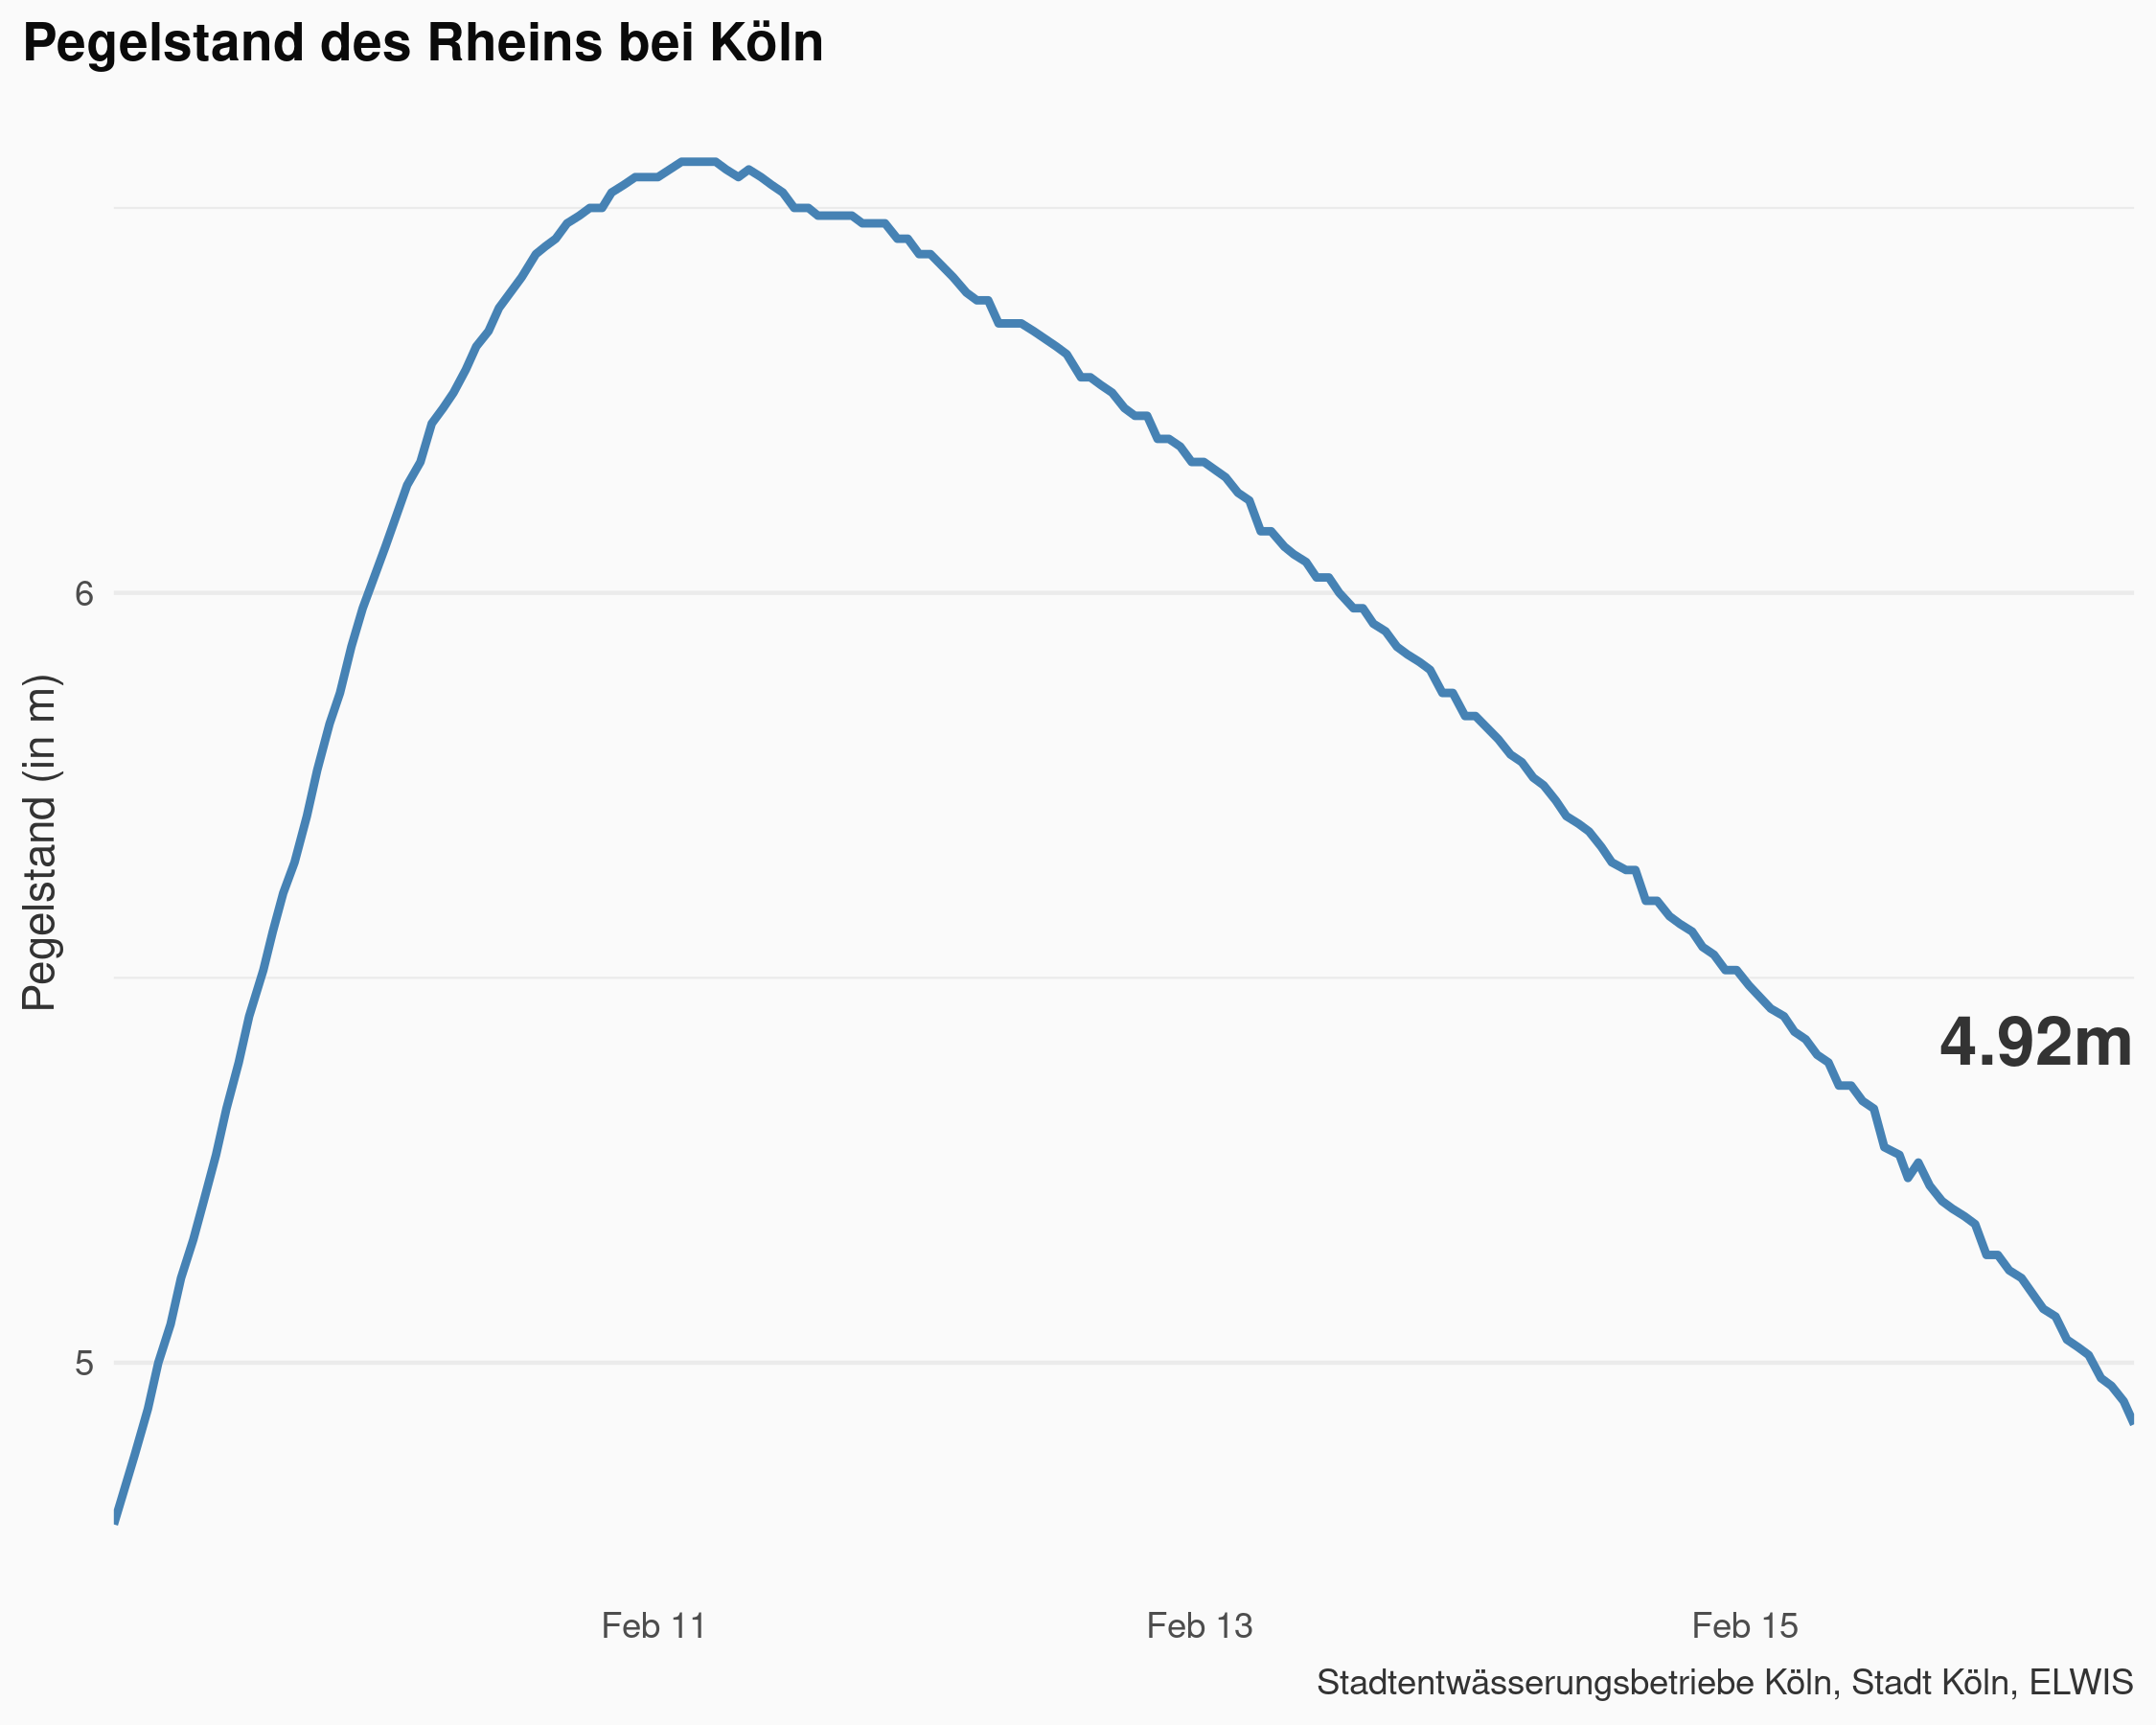 Pegelstand des Rheins bei Köln
Pegelstand (in m)
6
5
4.92m
Feb 11
Feb 13
Feb 15
Stadtentwässerungsbetriebe Köln, Stadt Köln, ELWIS